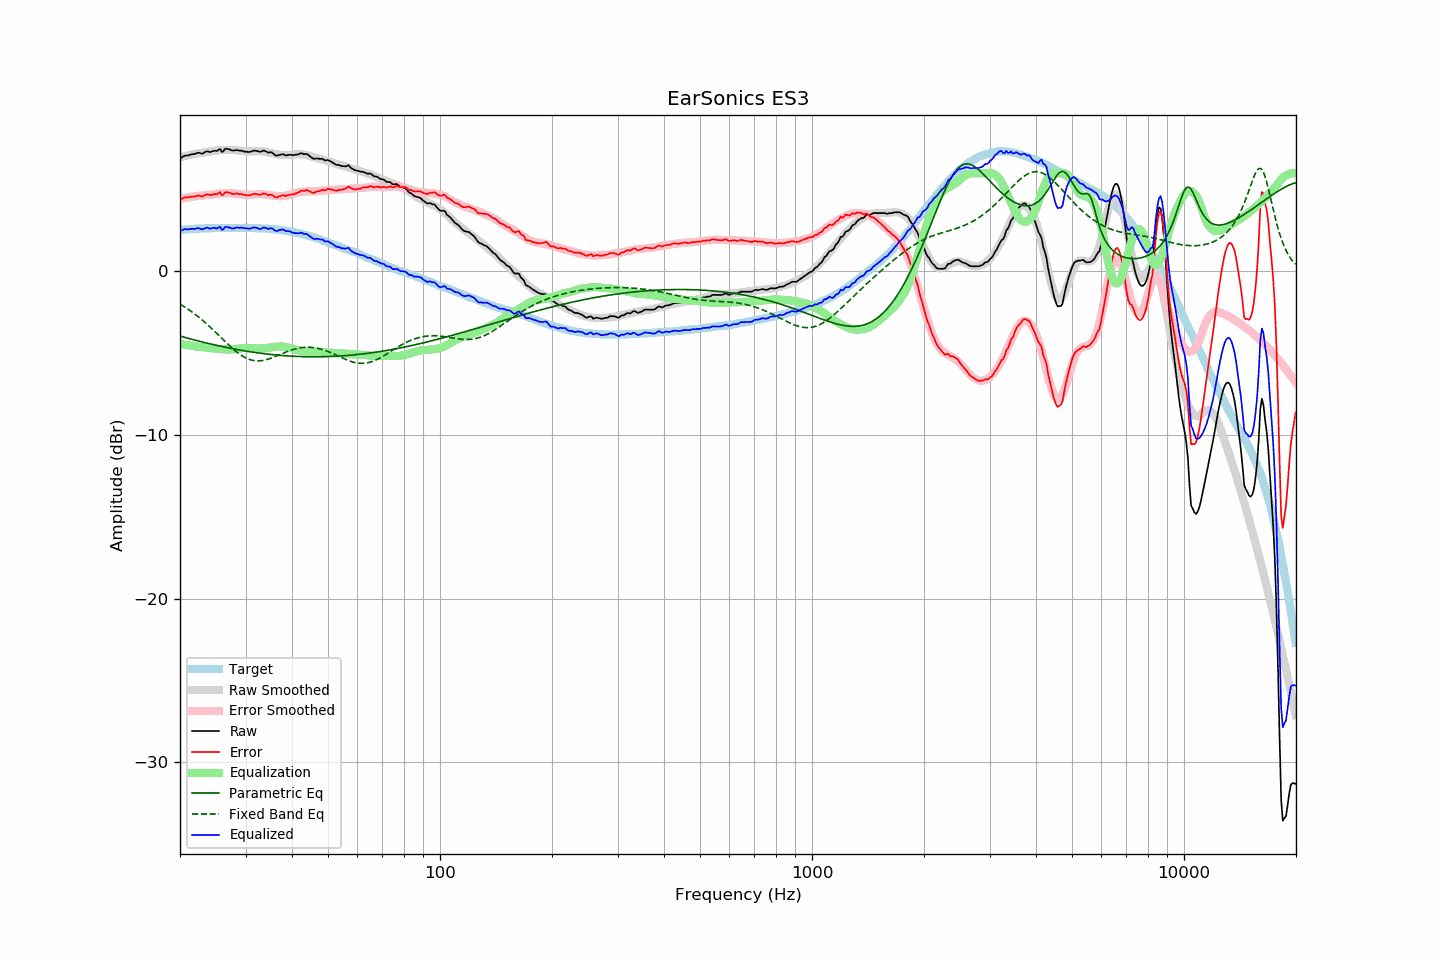 EarSonics ES3
Amplitude (dBr)
0
−10
−20
−30
Target
Raw Smoothed
Error Smoothed
Raw
Error
Equalization
Parametric Eq
Fixed Band Eq
Equalized
100
1000
10000
Frequency (Hz)